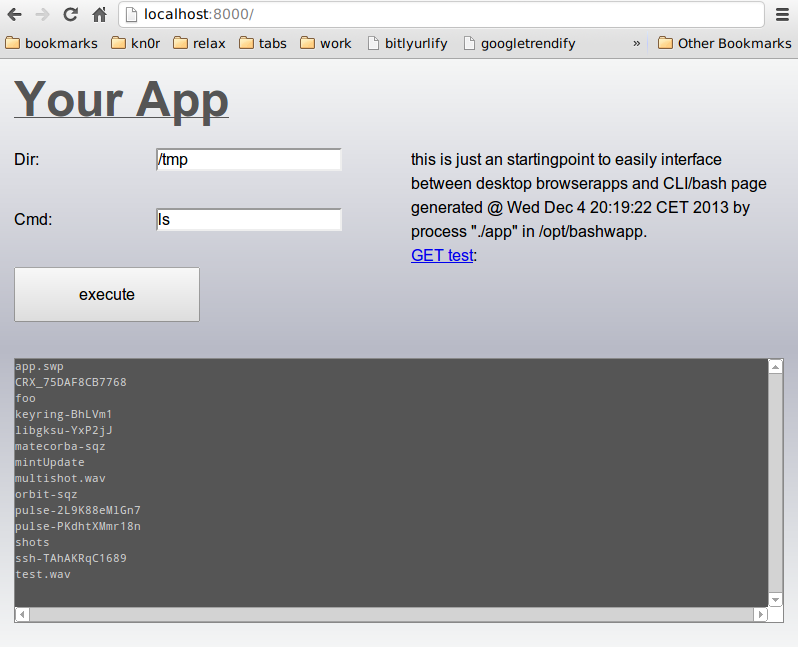 localhost:8000/
bookmarks kn0r relax tabs work bitlyurlify googletrendify » Other Bookmarks
Your App
Dir: /tmp
Cmd: ls
execute
this is just an startingpoint to easily interface
between desktop browserapps and CLI/bash page
generated @ Wed Dec 4 20:19:22 CET 2013 by
process "./app" in /opt/bashwapp.
GET test:
app.swp
CRX_75DAF8CB7768
foo
keyring-BhLVm1
libgksu-YxP2jJ
matecorba-sqz
mintUpdate
multishot.wav
orbit-sqz
pulse-2L9K88eMlGn7
pulse-PKdhtXMmr18n
shots
ssh-TAhAKRqC1689
test.wav